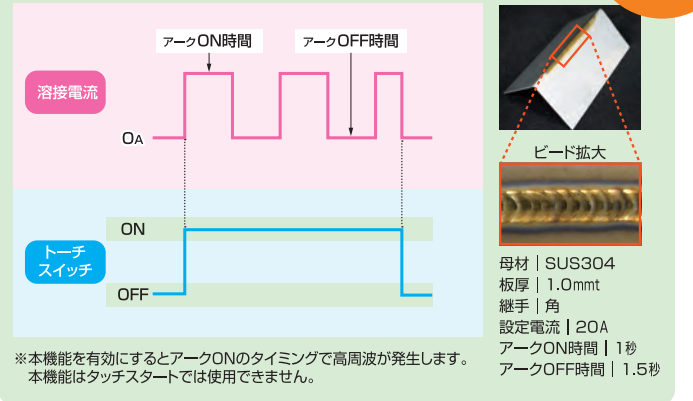 アークON時間
アークOFF時間
溶接電流
0A
ON
トーチ
スイッチ
OFF
※本機能を有効にするとアークONのタイミングで高周波が発生します。
本機能はタッチスタートでは使用できません。
ビード拡大
母材｜SUS304
板厚｜1.0mmt
継手｜角
設定電流｜20A
アークON時間｜1秒
アークOFF時間｜1.5秒